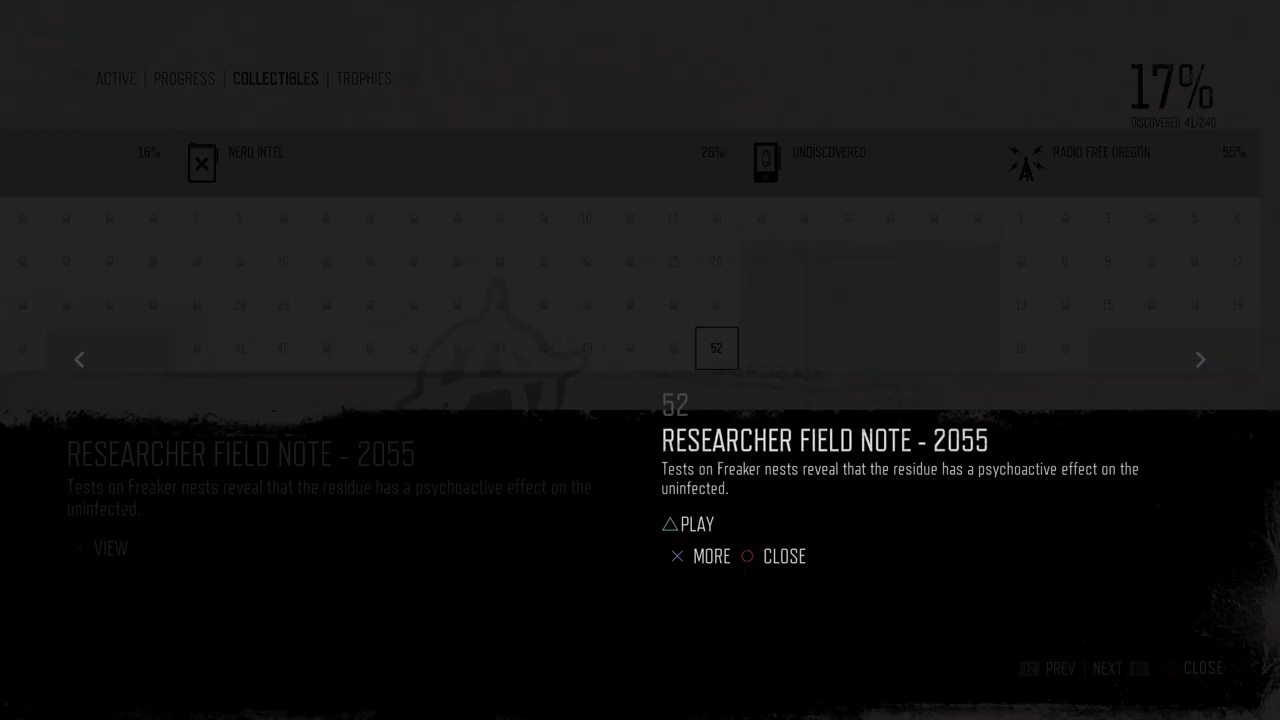 ACTIVE | PROGRESS | COLLECTIBLES | TROPHIES
17%
DISCOVERED 41/240
18% NERO INTEL 26% UNDISCOVERED RADIO FREE OREGON 55%
1 2 10 12 1 3 5 6
16 25 26 8 9 12
28 29 13 15 18
41 42 47 49 52 19
52
RESEARCHER FIELD NOTE - 2055
Tests on Freaker nests reveal that the residue has a psychoactive effect on the
uninfected.
PLAY
MORE CLOSE
RESEARCHER FIELD NOTE - 2055
Tests on Freaker nests reveal that the residue has a psychoactive effect on the
uninfected.
VIEW
PREV | NEXT CLOSE